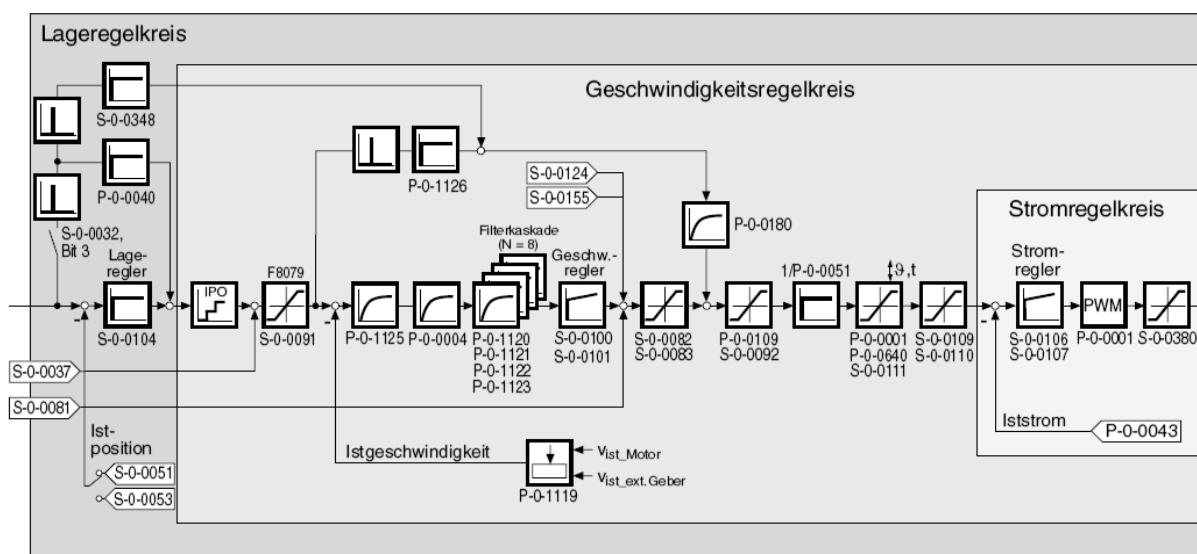 Lageregelkreis
Geschwindigkeitsregelkreis
Stromregelkreis
S-0-0348
P-0-0040
S-0-0032,
Bit 3
P-0-1126
S-0-0124
S-0-0155
P-0-0180
Lage-
regler
S-0-0104
IPO
F8079
S-0-0091
-
-
P-0-1125
P-0-0004
Filterkaskade
(N = 8)
P-0-1120
P-0-1121
P-0-1122
P-0-1123
Geschw.-
regler
S-0-0100
S-0-0101
S-0-0082
S-0-0083
P-0-0109
S-0-0092
1/P-0-0051
ϑ,t
P-0-0001
P-0-0640
S-0-0111
S-0-0109
S-0-0110
-
Strom-
regler
S-0-0106
S-0-0107
PWM
P-0-0001
S-0-0380
S-0-0037
S-0-0081
Ist-
position
S-0-0051
S-0-0053
Istgeschwindigkeit
vist_Motor
vist_ext.Geber
P-0-1119
Iststrom
P-0-0043